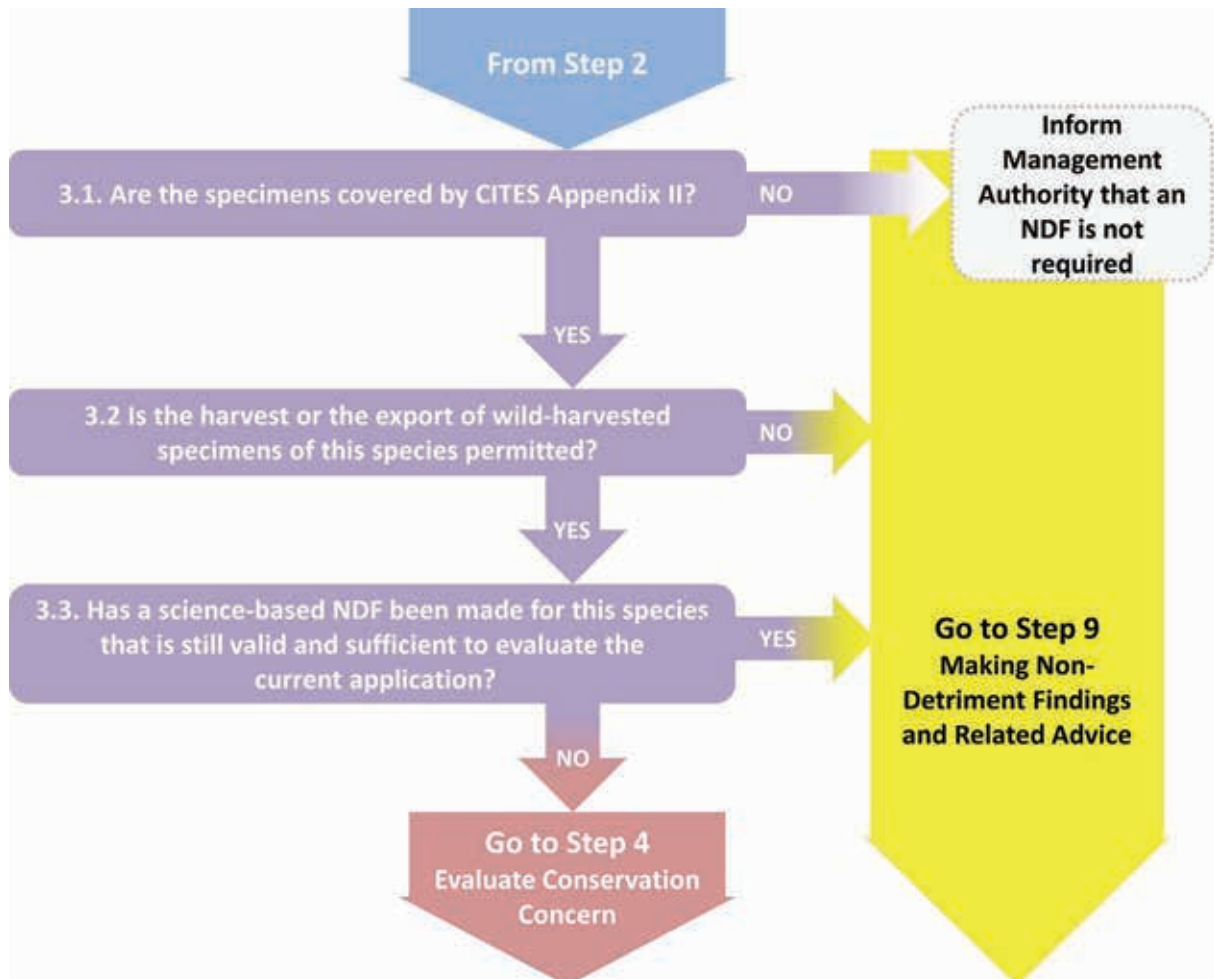 From Step 2
3.1. Are the specimens covered by CITES Appendix II?
NO
Inform
Management
Authority that an
NDF is not
required
YES
3.2 Is the harvest or the export of wild-harvested
specimens of this species permitted?
NO
YES
3.3. Has a science-based NDF been made for this species
that is still valid and sufficient to evaluate the
current application?
YES
Go to Step 9
Making Non-
Detriment Findings
and Related Advice
NO
Go to Step 4
Evaluate Conservation
Concern